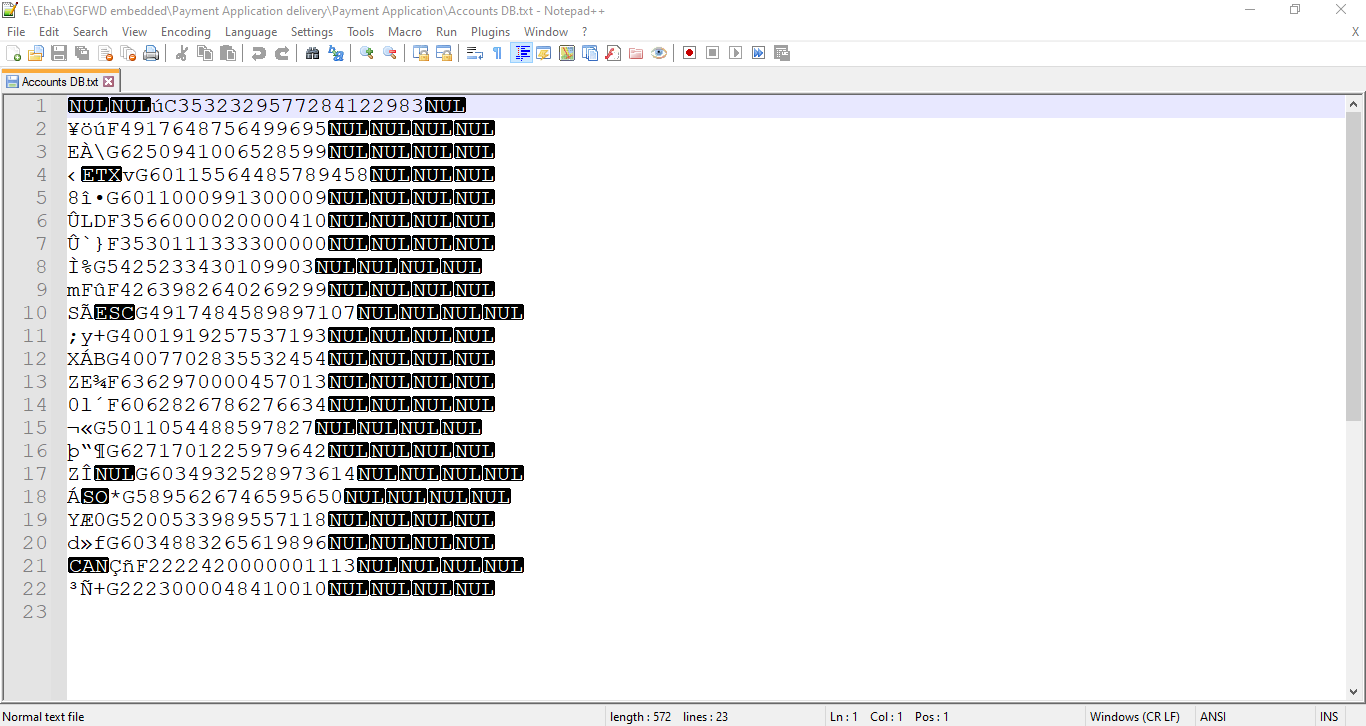 E:\Ehab\EGFWD embedded\Payment Application delivery\Payment Application\Accounts DB.txt - Notepad++
File Edit Search View Encoding Language Settings Tools Macro Run Plugins Window ? X
Accounts DB.txt
1 NULNULúC3532329577284122983NUL
2 ¥öúF4917648756499695NULNULNULNUL
3 EÀ\G6250941006528599NULNULNULNUL
4 ‹ETXvG601155564485789458NULNULNUL
5 8î•G6011000991300009NULNULNULNUL
6 ÛLDF3566000020000410NULNULNULNUL
7 Û`}F3530111333300000NULNULNULNUL
8 Ì%G5425233430109903NULNULNULNUL
9 mFûF4263982640269299NULNULNULNUL
10 SÃESCG4917484589897107NULNULNULNUL
11 ;y+G4001919257537193NULNULNULNUL
12 XÁBG4007702835532454NULNULNULNUL
13 ZE¾F6362970000457013NULNULNULNUL
14 0l´F6062826786276634NULNULNULNUL
15 ¬«G5011054488597827NULNULNULNUL
16 þ‟¶G6271701225979642NULNULNULNUL
17 ZÎNULG6034932528973614NULNULNULNUL
18 ÁSO*G5895626746595650NULNULNULNUL
19 YÆ0G5200533989557118NULNULNULNUL
20 d»fG6034883265619896NULNULNULNUL
21 CANÇñF2222420000001113NULNULNULNUL
22 ³Ñ+G2223000048410010NULNULNULNUL
23
Normal text file length : 572 lines : 23 Ln : 1 Col : 1 Pos : 1 Windows (CR LF) ANSI INS